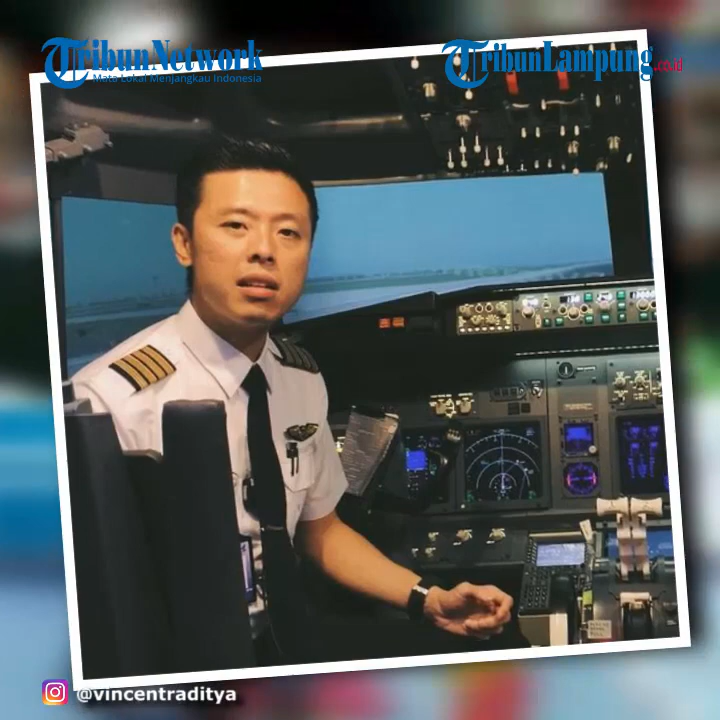 TribunNetwork
Mata Lokal Menjangkau Indonesia
TribunLampung.co.id
@vincentraditya